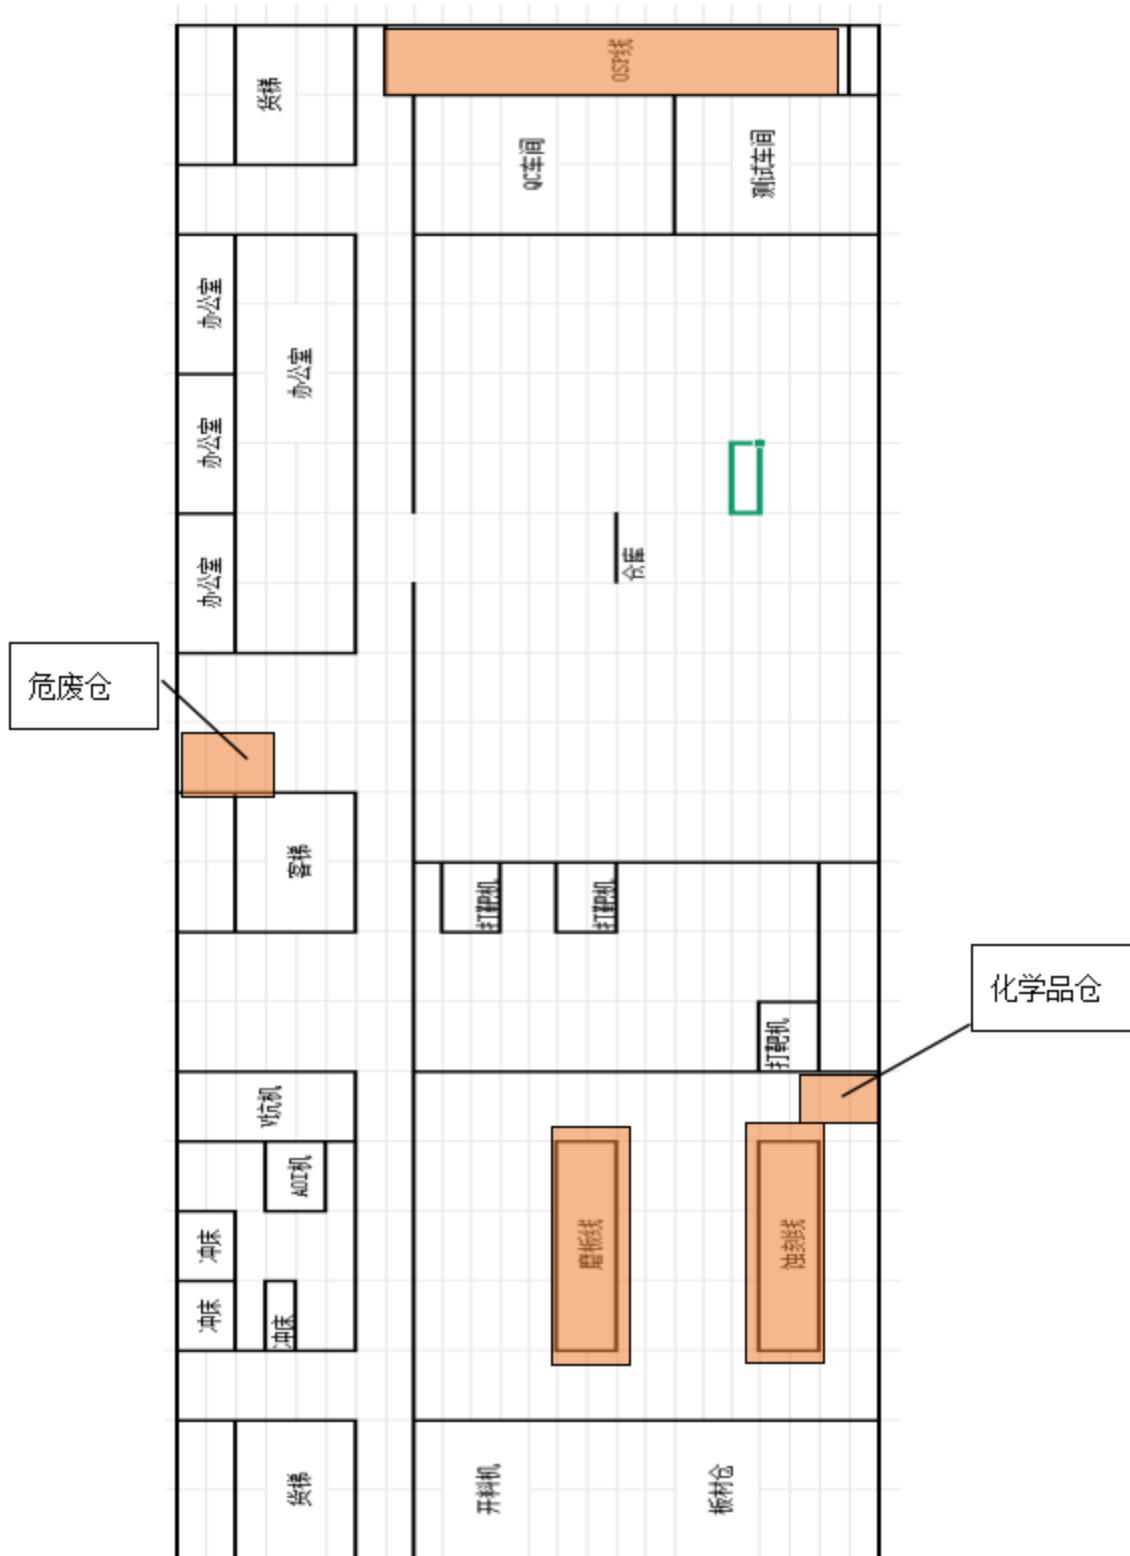 OSP线
货梯
QC车间
测试车间
办公室
办公室
办公室
办公室
仓库
危废仓
客梯
打靶机
打靶机
化学品仓
打靶机
V坑机
AOI机
冲床
磨板线
蚀刻线
冲床
冲床
货梯
开料机
板材仓